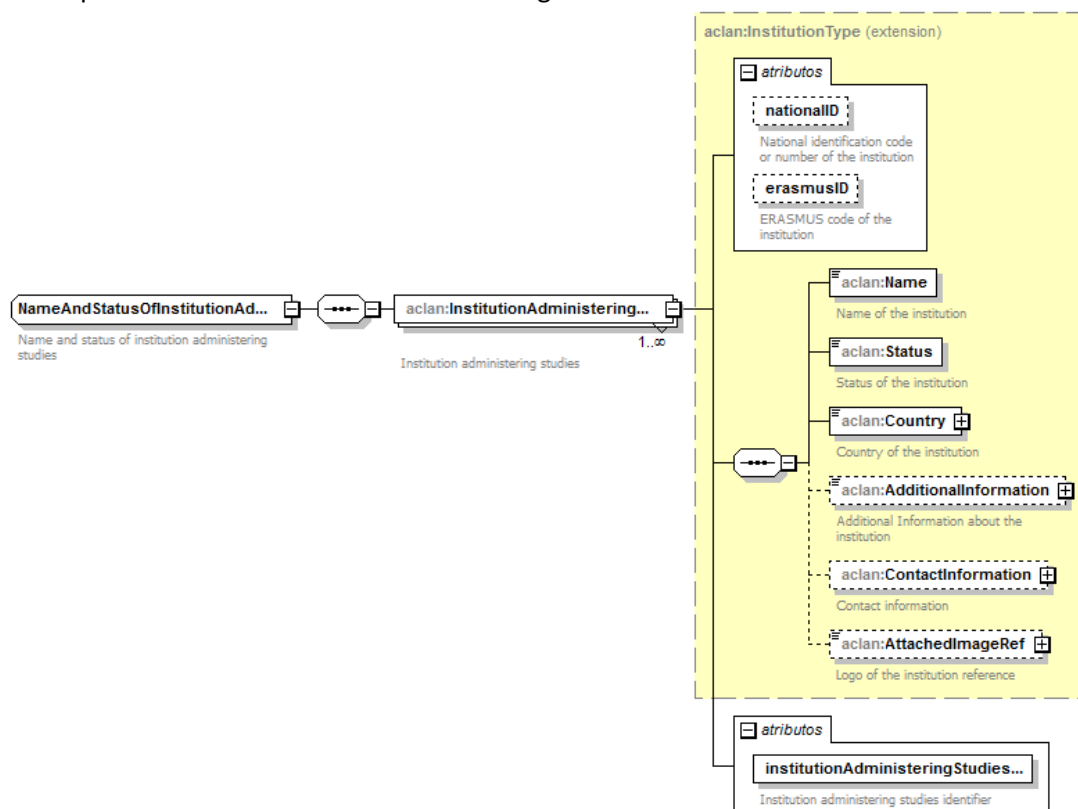 aclan:InstitutionType (extension)
atributos
nationalID
National identification code
or number of the institution
erasmusID
ERASMUS code of the
institution
NameAndStatusOfInstitutionAd...
Name and status of institution administering
studies
aclan:InstitutionAdministering...
1..∞
Institution administering studies
aclan:Name
Name of the institution
aclan:Status
Status of the institution
aclan:Country
Country of the institution
aclan:AdditionalInformation
Additional Information about the
institution
aclan:ContactInformation
Contact information
aclan:AttachedImageRef
Logo of the institution reference
atributos
institutionAdministeringStudies...
Institution administering studies identifier